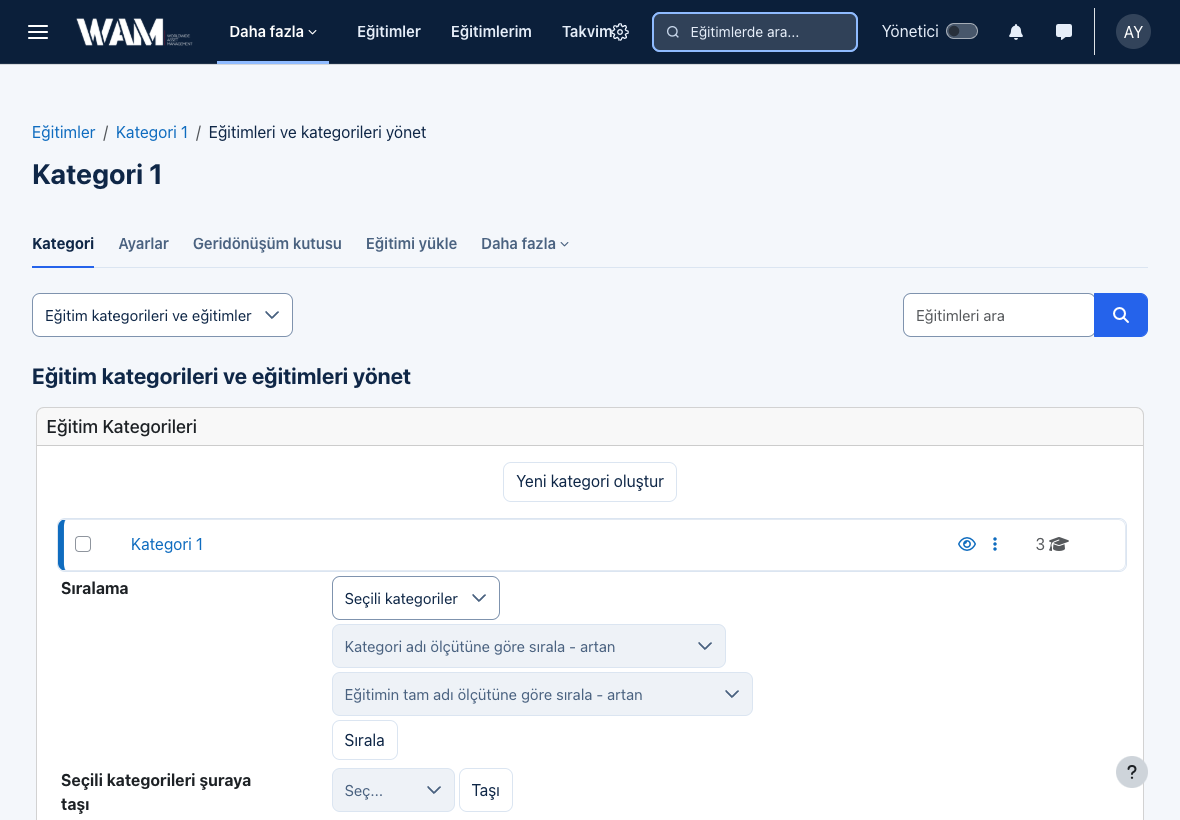 WAM
Daha fazla
Eğitimler
Eğitimlerim
Takvim
Eğitimlerde ara...
Yönetici
AY
Eğitimler / Kategori 1 / Eğitimleri ve kategorileri yönet
Kategori 1
Kategori
Ayarlar
Geridönüşüm kutusu
Eğitimi yükle
Daha fazla
Eğitim kategorileri ve eğitimler
Eğitimleri ara
Eğitim kategorileri ve eğitimleri yönet
Eğitim Kategorileri
Yeni kategori oluştur
Kategori 1
3
Sıralama
Seçili kategoriler
Kategori adı ölçütüne göre sırala - artan
Eğitimin tam adı ölçütüne göre sırala - artan
Sırala
Seçili kategorileri şuraya
taşı
Seç...
Taşı
?